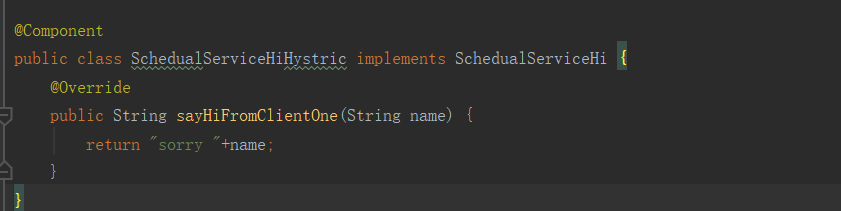 @Component
public class SchedualServiceHiHystric implements SchedualServiceHi {
    @Override
    public String sayHiFromClientOne(String name) {
        return "sorry "+name;
    }
}